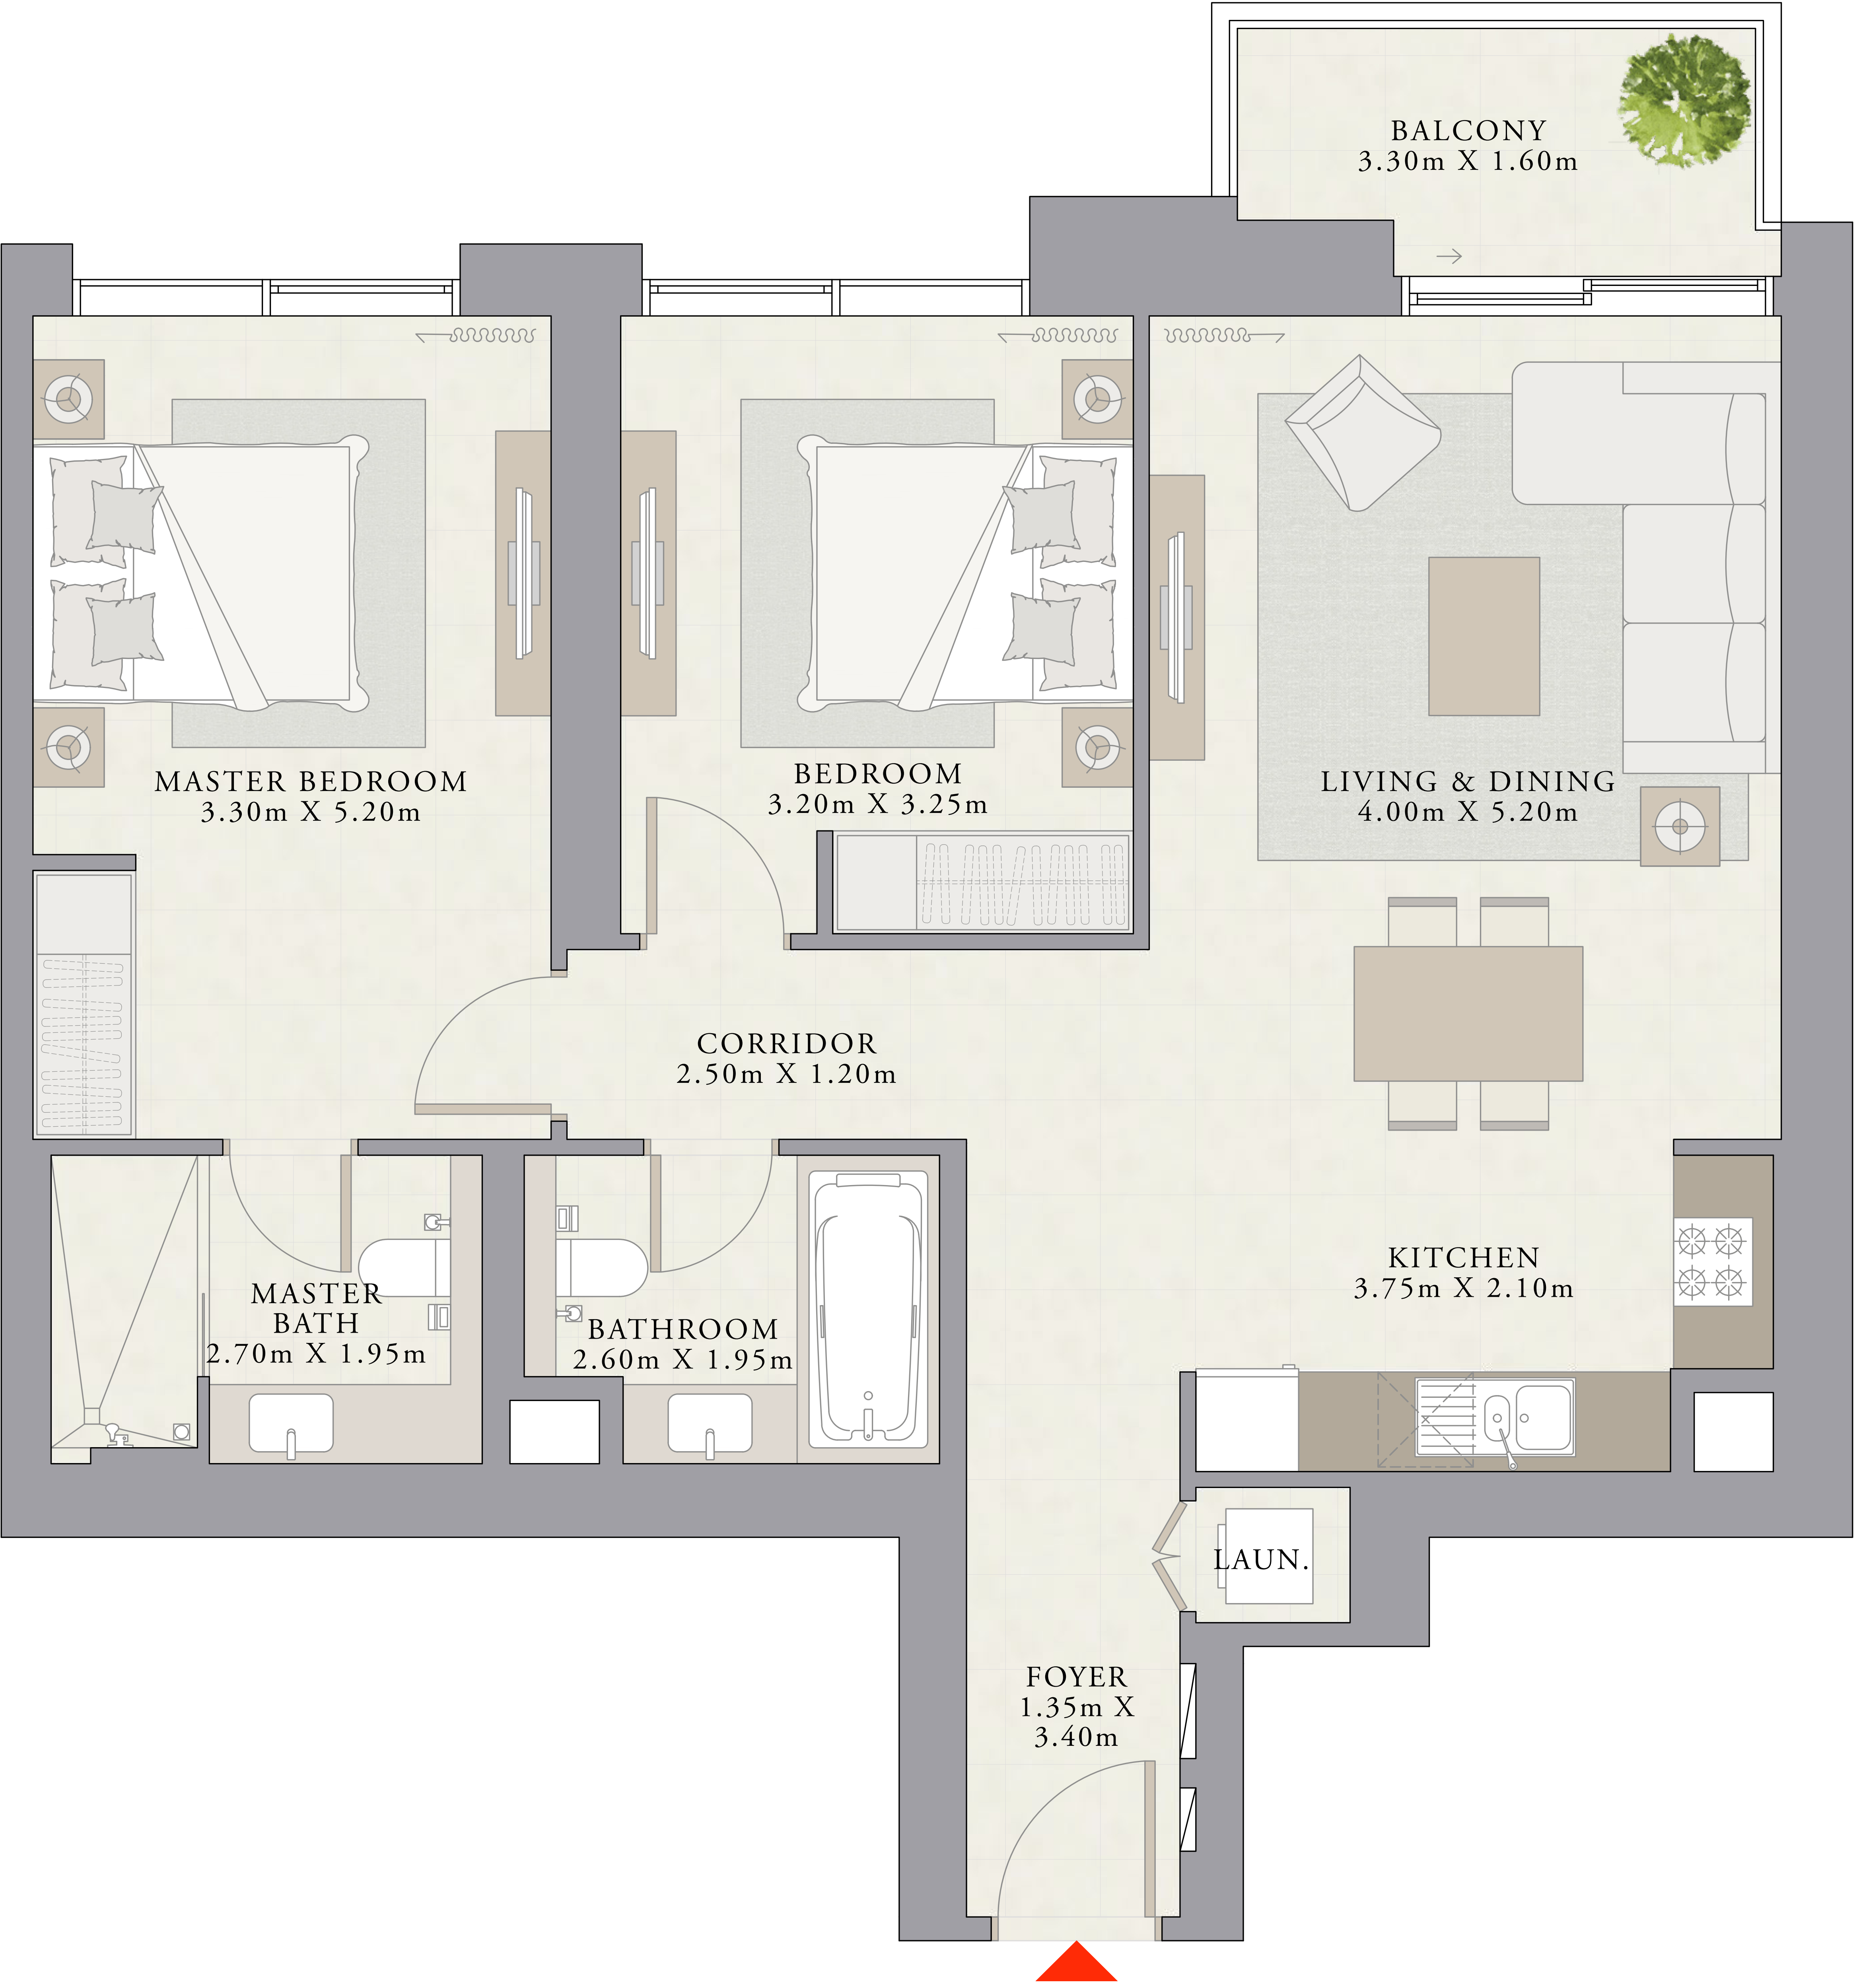 BALCONY
3.30m X 1.60m
MASTER BEDROOM
3.30m X 5.20m
BEDROOM
3.20m X 3.25m
LIVING & DINING
4.00m X 5.20m
CORRIDOR
2.50m X 1.20m
KITCHEN
3.75m X 2.10m
MASTER
BATH
2.70m X 1.95m
BATHROOM
2.60m X 1.95m
LAUN.
FOYER
1.35m X
3.40m